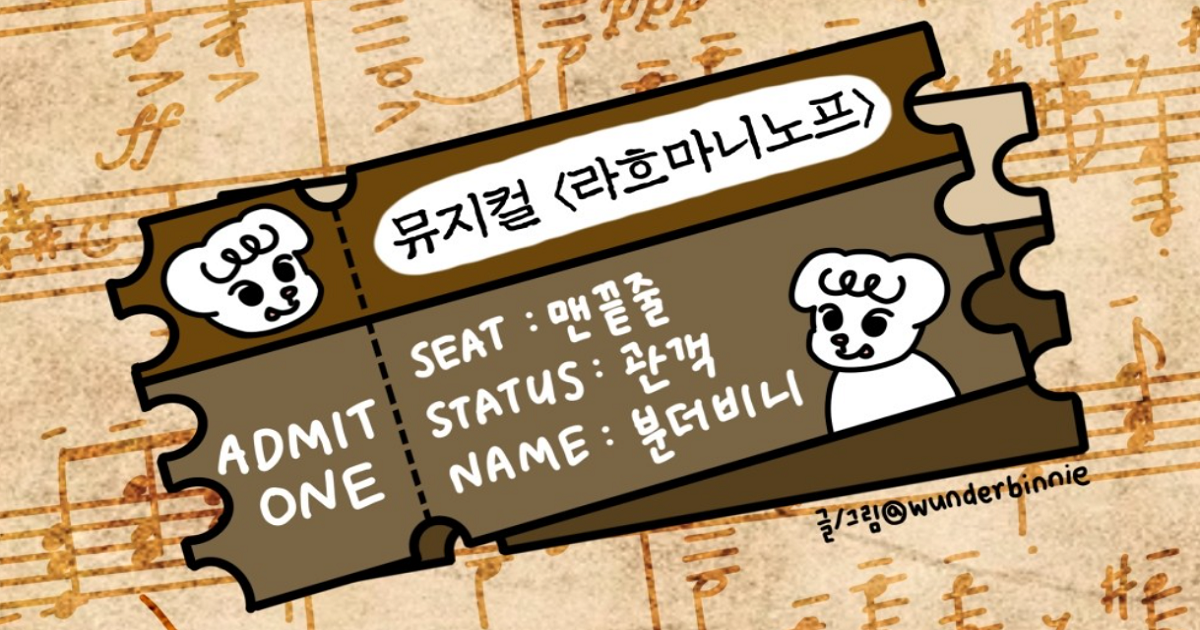 뮤지컬 <라흐마니노프>
SEAT : 맨끝줄
STATUS : 관객
NAME : 분더비니
ADMIT
ONE
글/그림@wunderbinnie